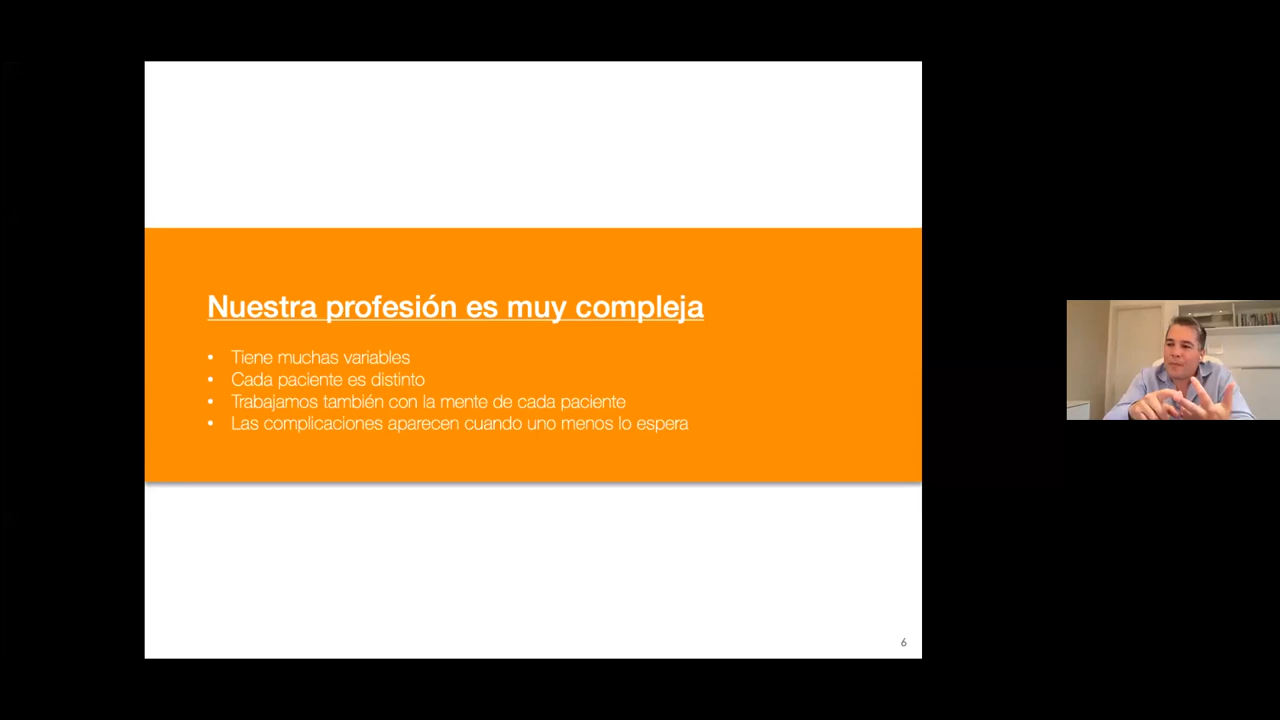 Nuestra profesión es muy compleja
• Tiene muchas variables
• Cada paciente es distinto
• Trabajamos también con la mente de cada paciente
• Las complicaciones aparecen cuando uno menos lo espera
6